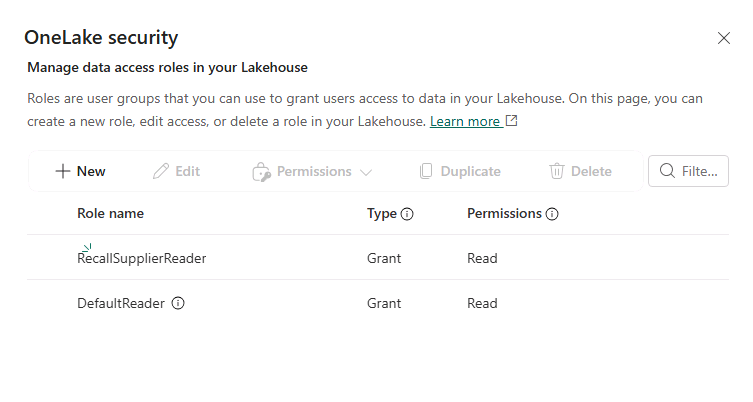 OneLake security
Manage data access roles in your Lakehouse
Roles are user groups that you can use to grant users access to data in your Lakehouse. On this page, you can
create a new role, edit access, or delete a role in your Lakehouse. Learn more
New Edit Permissions Duplicate Delete Filte...
Role name Type Permissions
RecallSupplierReader Grant Read
DefaultReader Grant Read